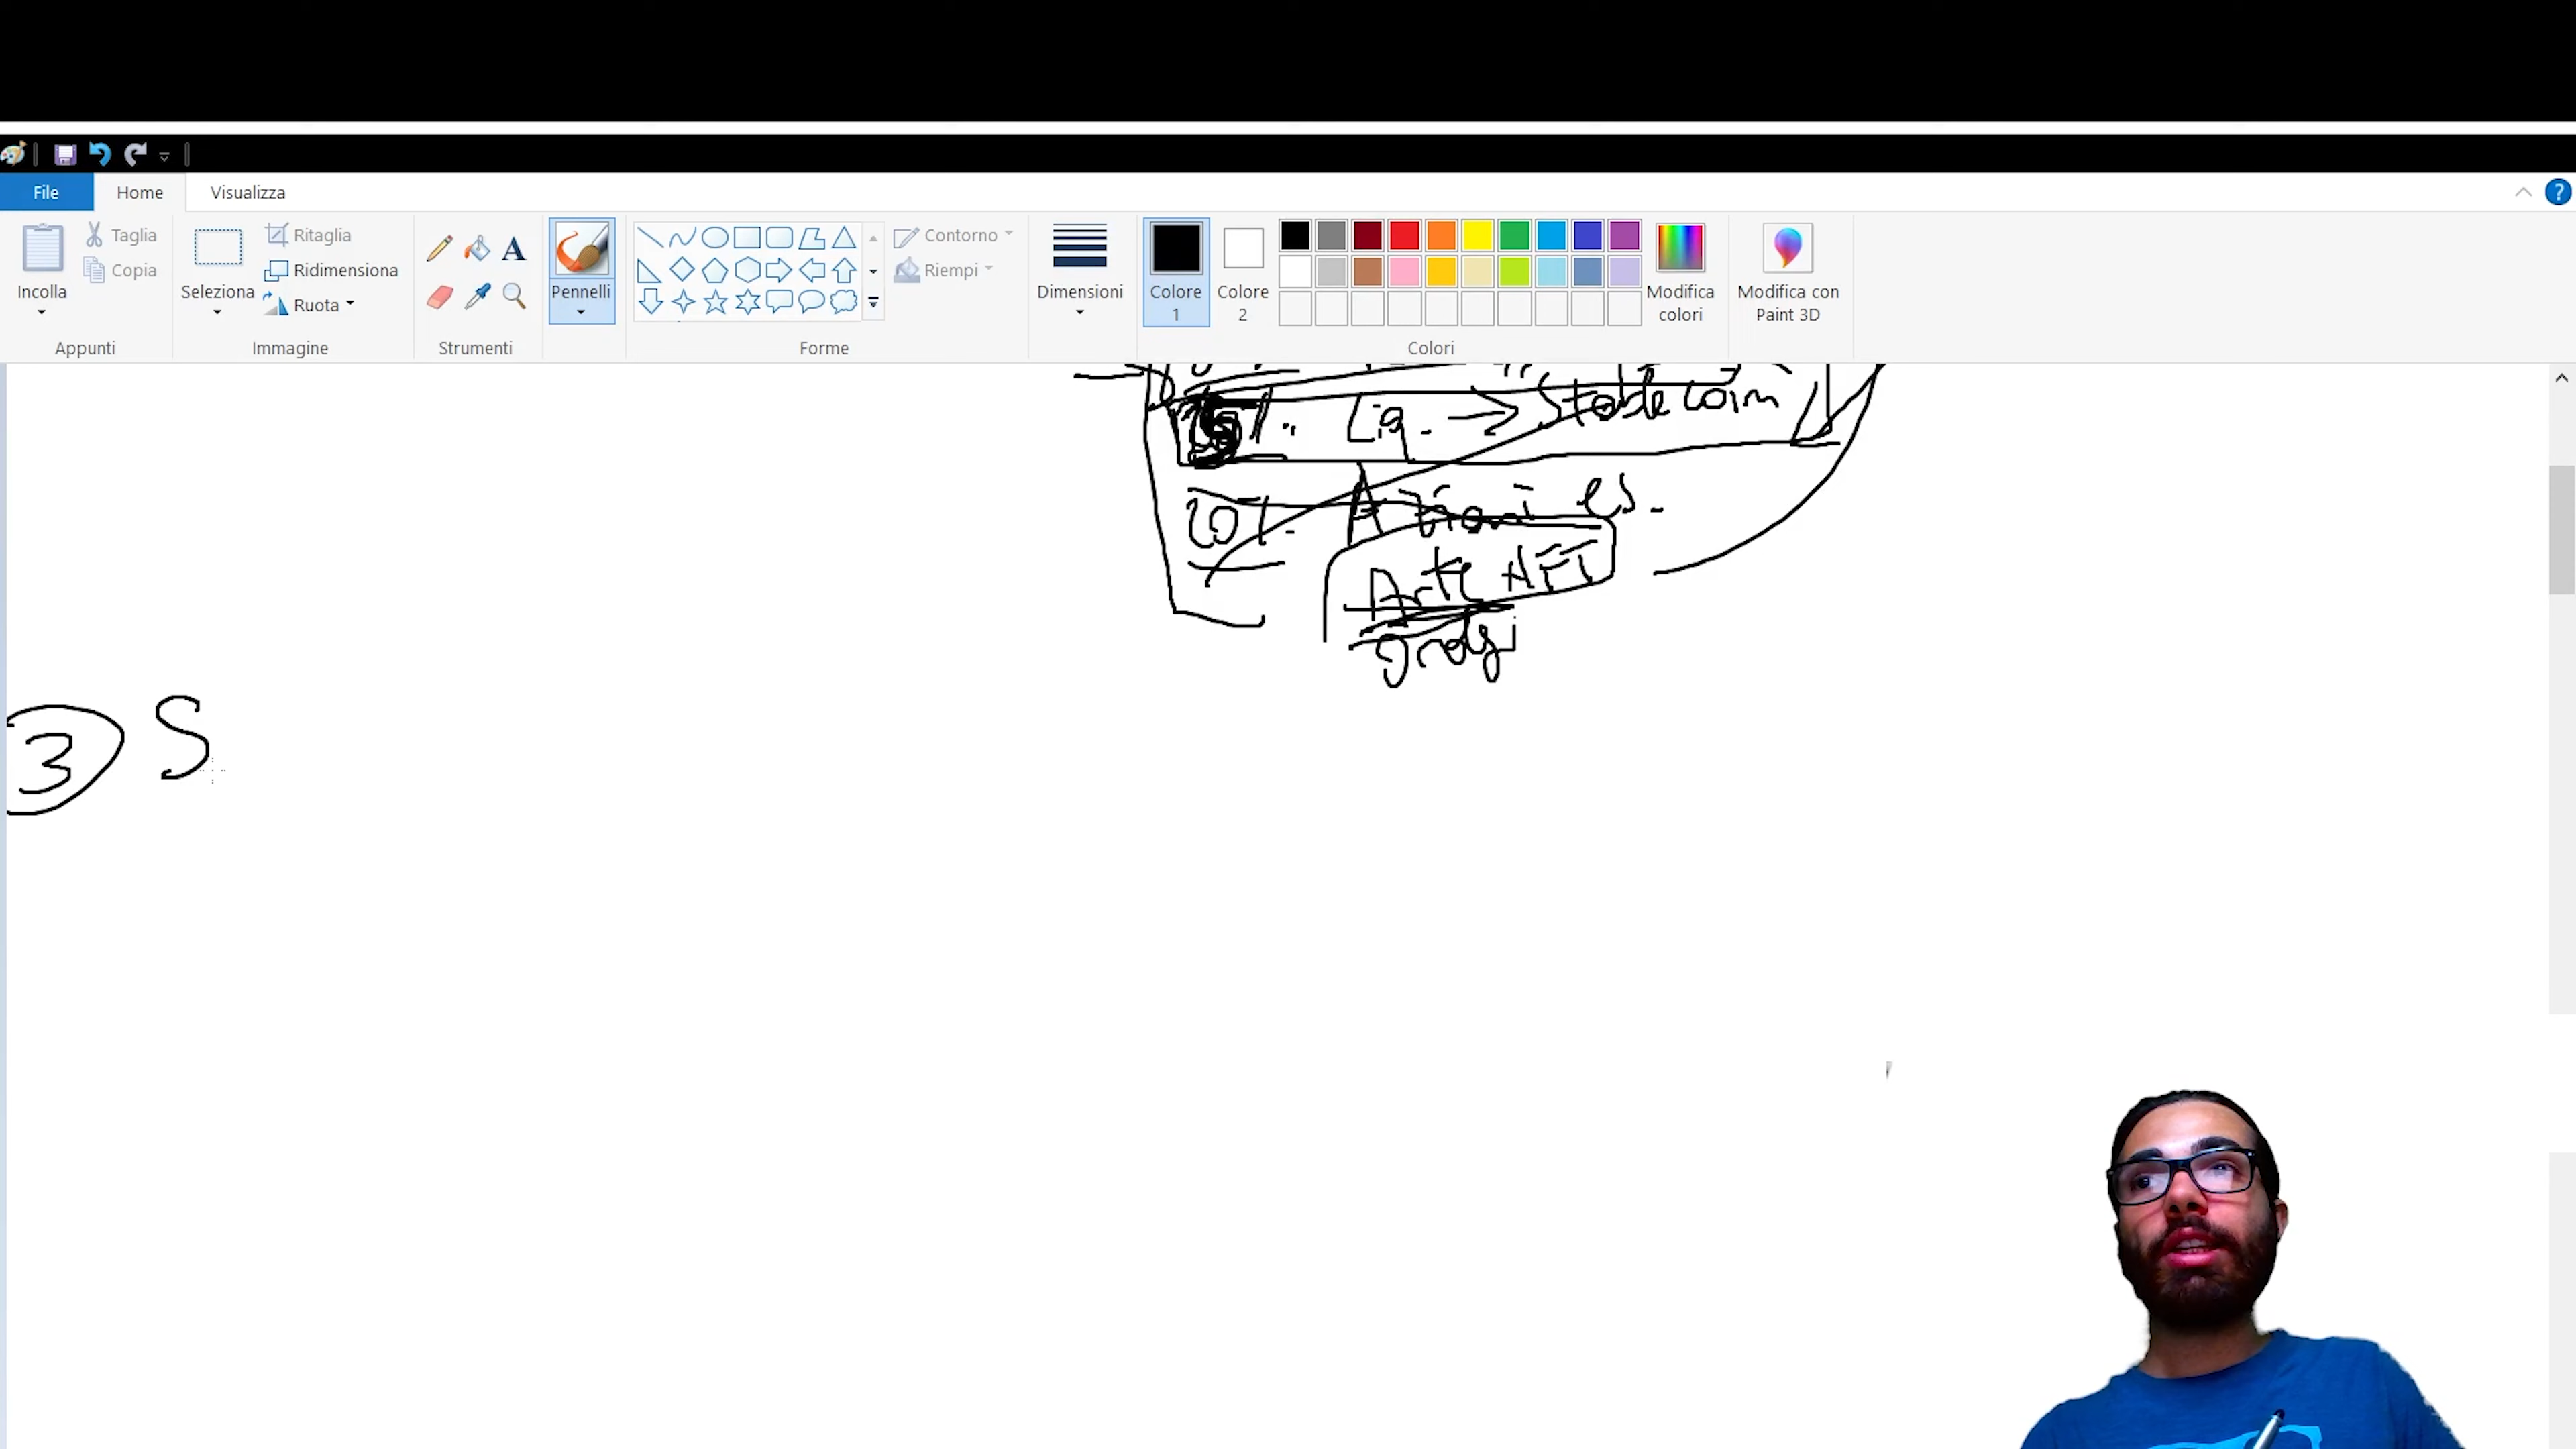 File Home Visualizza
Incolla
Taglia
Copia
Appunti
Seleziona
Ritaglia
Ridimensiona
Ruota
Immagine
Strumenti
Pennelli
Forme
Contorno
Riempi
Dimensioni
Colore 1
Colore 2
Colori
Modifica colori
Modifica con Paint 3D
Liq. → Stable coin
20%. Azioni es.
Arte NFT
3 S